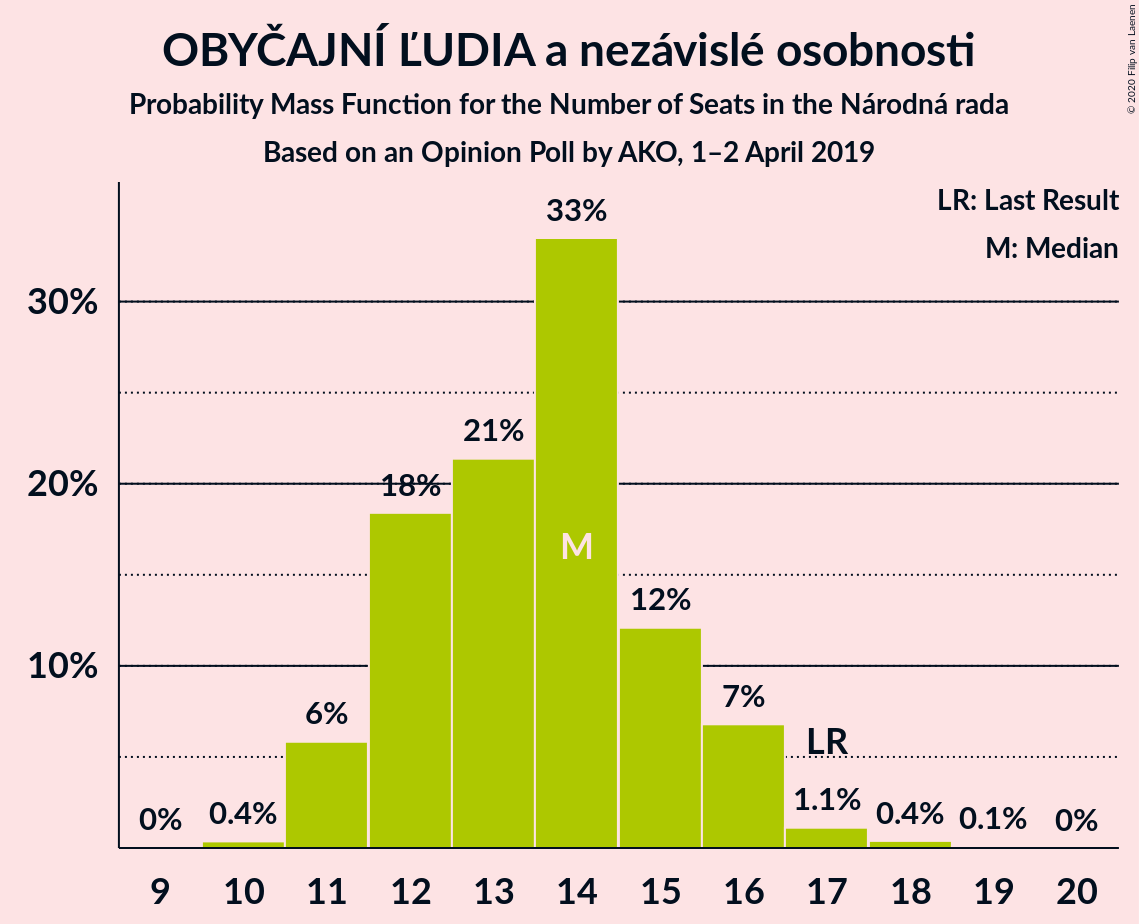 OBYČAJNÍ ĽUDIA a nezávislé osobnosti
Probability Mass Function for the Number of Seats in the Národná rada
Based on an Opinion Poll by AKO, 1–2 April 2019
© 2020 Filip van Laenen
LR: Last Result
M: Median
30%
20%
10%
0%
0.4%
6%
18%
21%
33%
M
12%
7%
LR
1.1%
0.4%
0.1%
0%
9 10 11 12 13 14 15 16 17 18 19 20